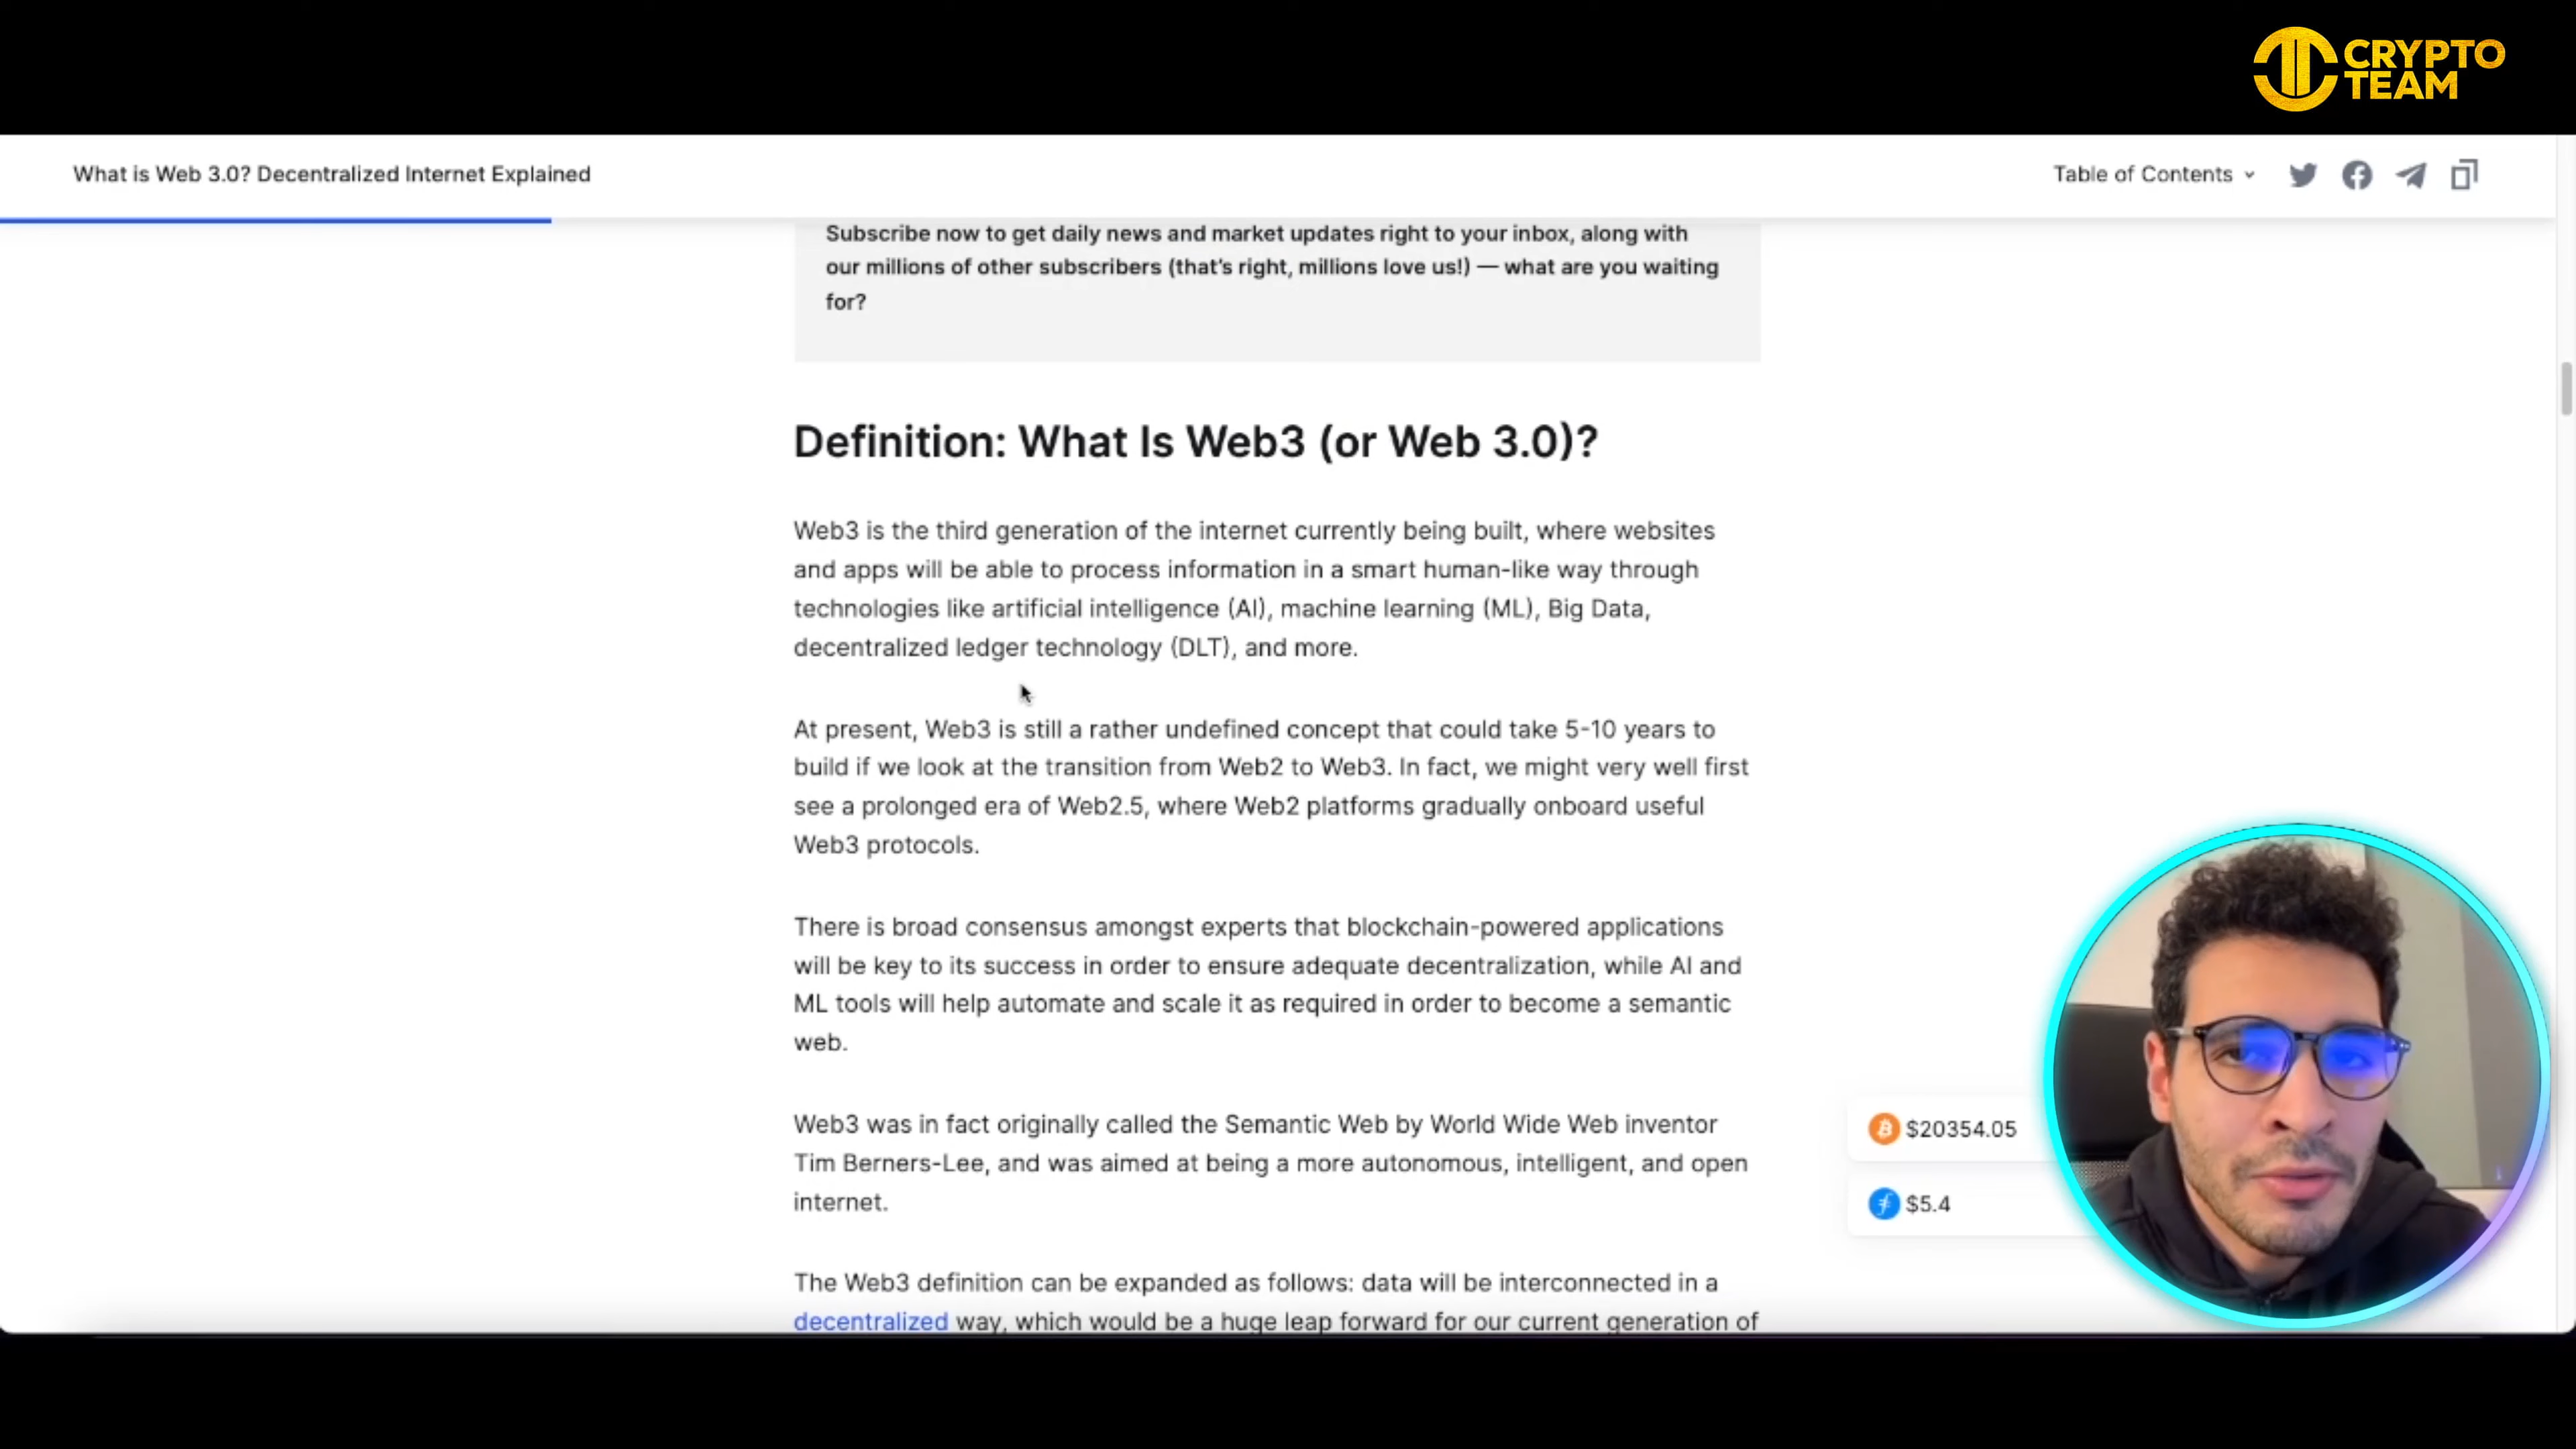 CRYPTO
TEAM
What is Web 3.0? Decentralized Internet Explained
Table of Contents
Subscribe now to get daily news and market updates right to your inbox, along with
our millions of other subscribers (that's right, millions love us!) — what are you waiting
for?
Definition: What Is Web3 (or Web 3.0)?
Web3 is the third generation of the internet currently being built, where websites
and apps will be able to process information in a smart human-like way through
technologies like artificial intelligence (AI), machine learning (ML), Big Data,
decentralized ledger technology (DLT), and more.
At present, Web3 is still a rather undefined concept that could take 5-10 years to
build if we look at the transition from Web2 to Web3. In fact, we might very well first
see a prolonged era of Web2.5, where Web2 platforms gradually onboard useful
Web3 protocols.
There is broad consensus amongst experts that blockchain-powered applications
will be key to its success in order to ensure adequate decentralization, while AI and
ML tools will help automate and scale it as required in order to become a semantic
web.
Web3 was in fact originally called the Semantic Web by World Wide Web inventor
Tim Berners-Lee, and was aimed at being a more autonomous, intelligent, and open
internet.
The Web3 definition can be expanded as follows: data will be interconnected in a
decentralized way, which would be a huge leap forward for our current generation of
$20354.05
$5.4